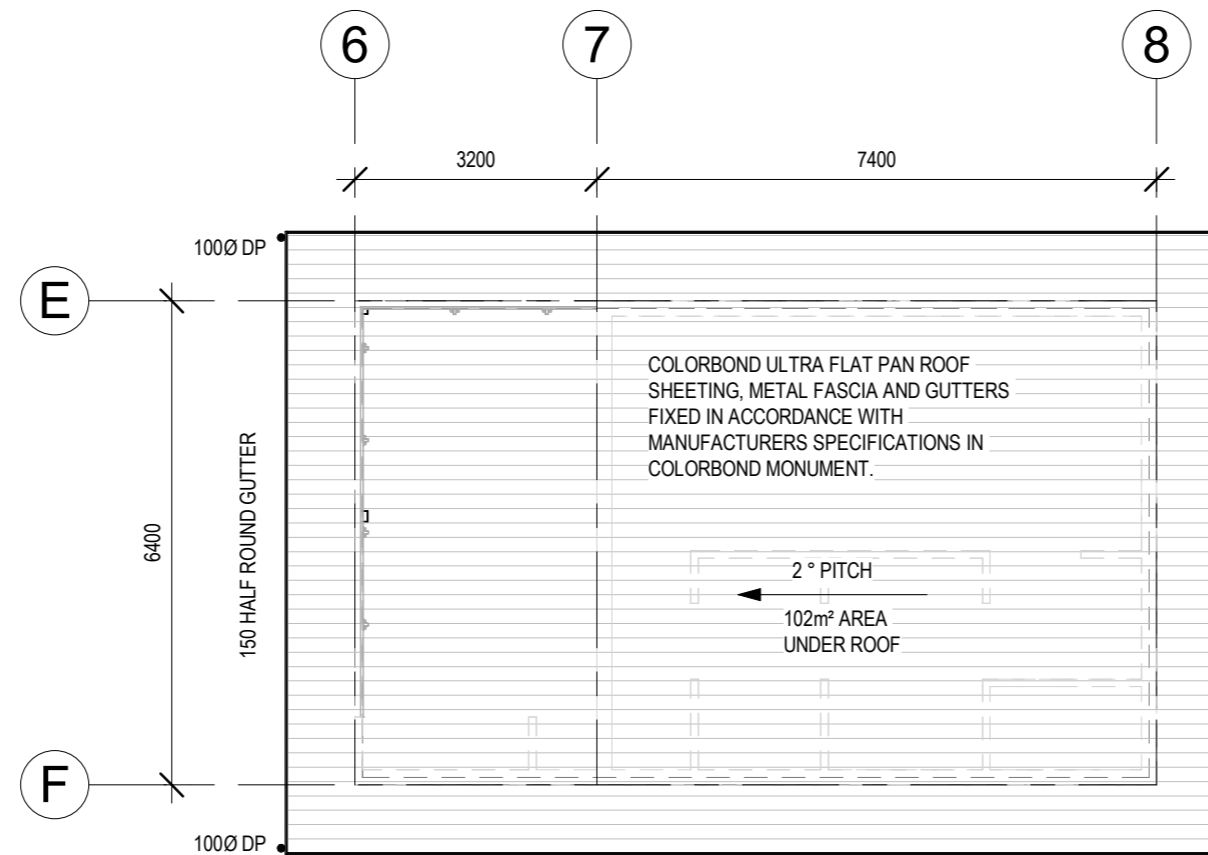 6
7
8
3200
7400
100Ø DP
E
COLORBOND ULTRA FLAT PAN ROOF
SHEETING, METAL FASCIA AND GUTTERS
FIXED IN ACCORDANCE WITH
MANUFACTURERS SPECIFICATIONS IN
COLORBOND MONUMENT.
150 HALF ROUND GUTTER
6400
2 ° PITCH
102m² AREA
UNDER ROOF
F
100Ø DP